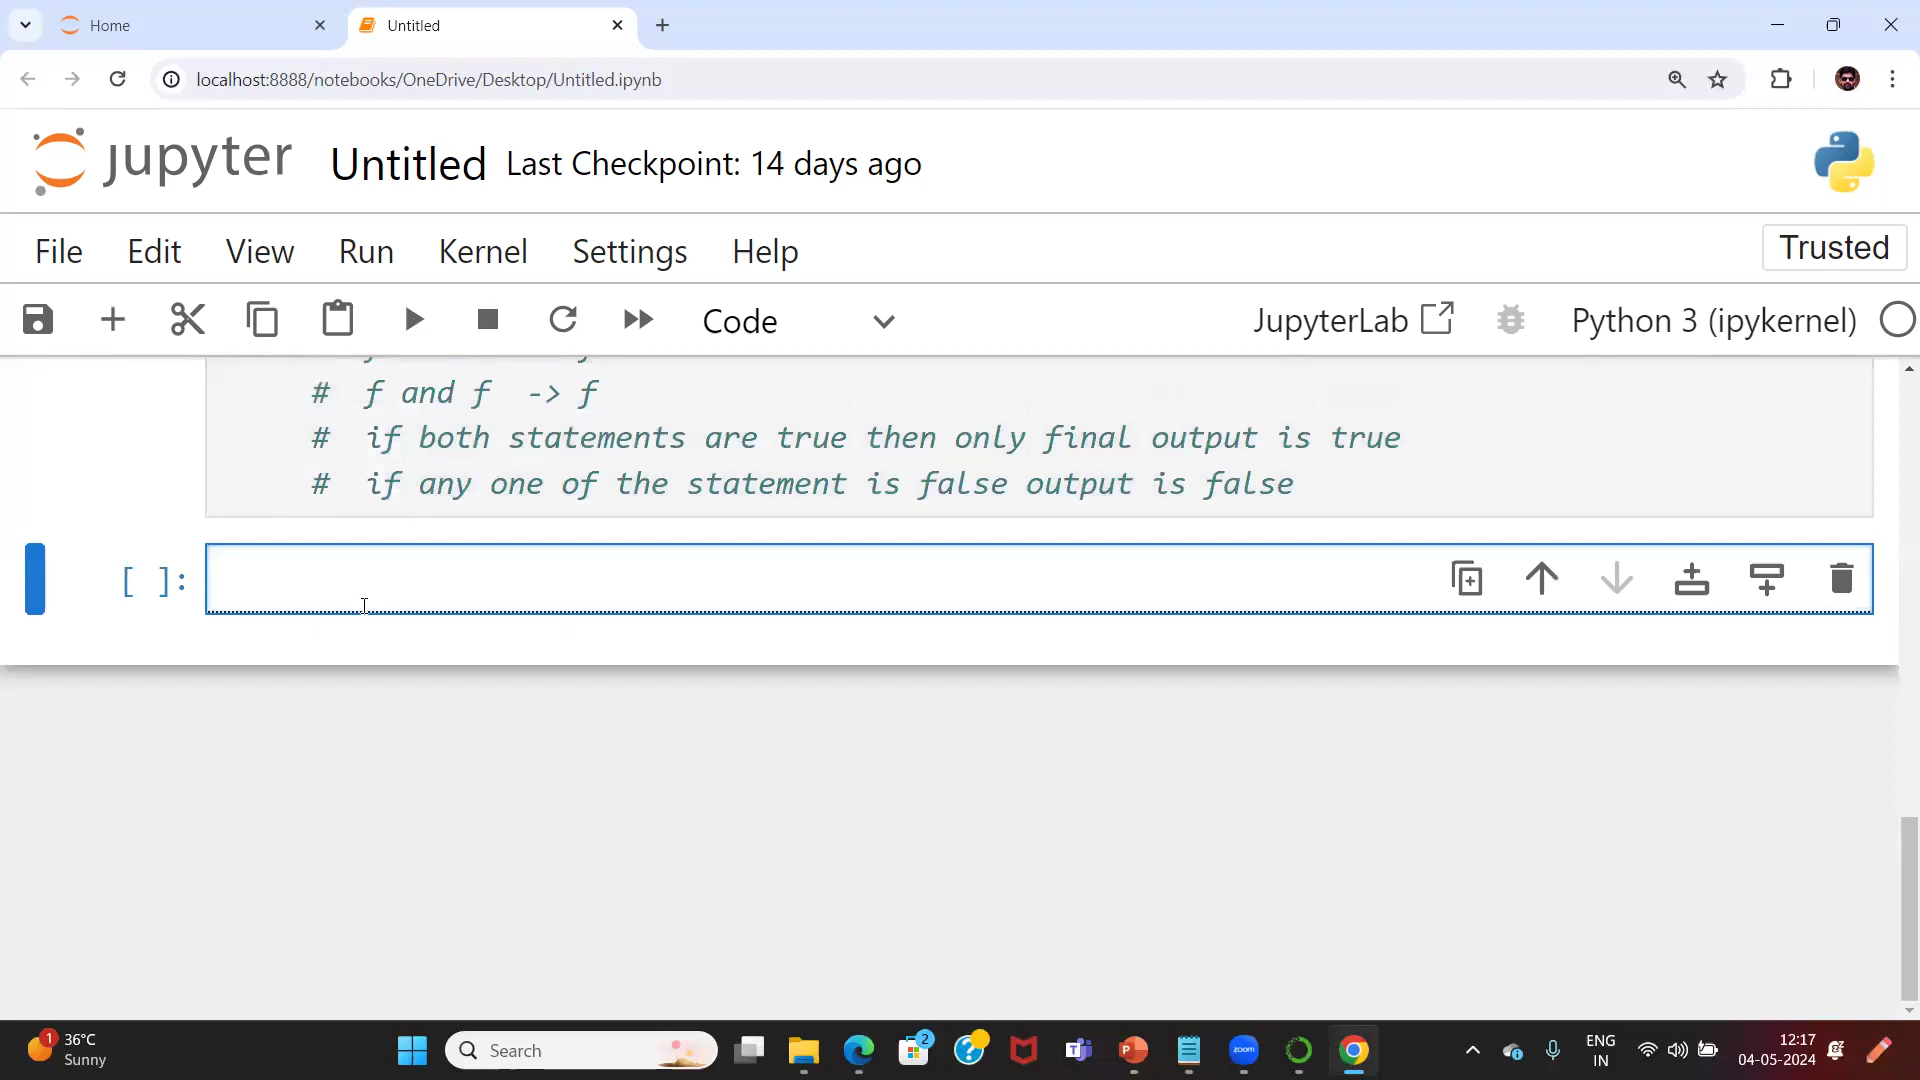 Home
Untitled
localhost:8888/notebooks/OneDrive/Desktop/Untitled.ipynb
jupyter Untitled Last Checkpoint: 14 days ago
File Edit View Run Kernel Settings Help Trusted
Code JupyterLab Python 3 (ipykernel)
# f and f -> f
# if both statements are true then only final output is true
# if any one of the statement is false output is false
[ ]:
1 36°C
Sunny
Search
2
zoom
ENG
IN
12:17
04-05-2024